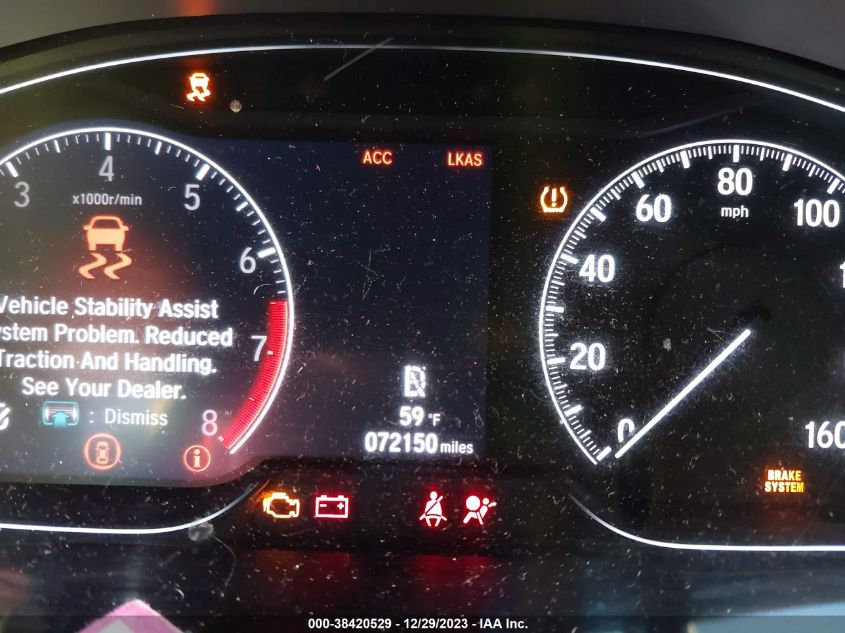 ACC LKAS
3 4 5 6 7 8
x1000r/min
Vehicle Stability Assist
System Problem. Reduced
Traction And Handling.
See Your Dealer.
: Dismiss
59 °F
072150 miles
0 20 40 60 80 100 160
mph
BRAKE
SYSTEM
000-38420529 - 12/29/2023 - IAA Inc.